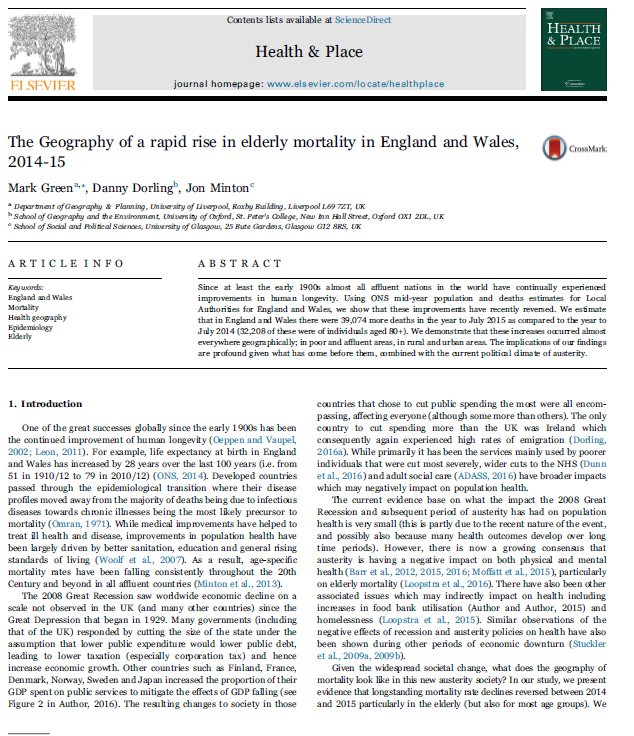 Contents lists available at ScienceDirect
Health & Place
journal homepage: www.elsevier.com/locate/healthplace
ELSEVIER
HEALTH
& PLACE
The Geography of a rapid rise in elderly mortality in England and Wales,
2014-15
CrossMark
Mark Greena,⁎, Danny Dorlingb, Jon Mintonc
a Department of Geography & Planning, University of Liverpool, Roxby Building, Liverpool L69 7ZT, UK
b School of Geography and the Environment, University of Oxford, St. Peter's College, New Inn Hall Street, Oxford OX1 2DL, UK
c School of Social and Political Sciences, University of Glasgow, 25 Bute Gardens, Glasgow G12 8RS, UK
ARTICLE INFO
Keywords:
England and Wales
Mortality
Health geography
Epidemiology
Elderly
ABSTRACT
Since at least the early 1900s almost all affluent nations in the world have continually experienced
improvements in human longevity. Using ONS mid-year population and deaths estimates for Local
Authorities for England and Wales, we show that these improvements have recently reversed. We estimate
that in England and Wales there were 39,074 more deaths in the year to July 2015 as compared to the year to
July 2014 (32,208 of these were of individuals aged 80+). We demonstrate that these increases occurred almost
everywhere geographically; in poor and affluent areas, in rural and urban areas. The implications of our findings
are profound given what has come before them, combined with the current political climate of austerity.
1. Introduction
One of the great successes globally since the early 1900s has been
the continued improvement of human longevity (Oeppen and Vaupel,
2002; Leon, 2011). For example, life expectancy at birth in England
and Wales has increased by 28 years over the last 100 years (i.e. from
51 in 1910/12 to 79 in 2010/12) (ONS, 2014). Developed countries
passed through the epidemiological transition where their disease
profiles moved away from the majority of deaths being due to infectious
diseases towards chronic illnesses being the most likely precursor to
mortality (Omran, 1971). While medical improvements have helped to
treat ill health and disease, improvements in population health have
been largely driven by better sanitation, education and general rising
standards of living (Woolf et al., 2007). As a result, age-specific
mortality rates have been falling consistently throughout the 20th
Century and beyond in all affluent countries (Minton et al., 2013).
The 2008 Great Recession saw worldwide economic decline on a
scale not observed in the UK (and many other countries) since the
Great Depression that began in 1929. Many governments (including
that of the UK) responded by cutting the size of the state under the
assumption that lower public expenditure would lower public debt,
leading to lower taxation (especially corporation tax) and hence
increase economic growth. Other countries such as Finland, France,
Denmark, Norway, Sweden and Japan increased the proportion of their
GDP spent on public services to mitigate the effects of GDP falling (see
Figure 2 in Author, 2016). The resulting changes to society in those
countries that chose to cut public spending the most were all encom-
passing, affecting everyone (although some more than others). The only
country to cut spending more than the UK was Ireland which
consequently again experienced high rates of emigration (Dorling,
2016a). While primarily it has been the services mainly used by poorer
individuals that were cut most severely, wider cuts to the NHS (Dunn
et al., 2016) and adult social care (ADASS, 2016) have broader impacts
which may negatively impact on population health.
The current evidence base on what the impact the 2008 Great
Recession and subsequent period of austerity has had on population
health is very small (this is partly due to the recent nature of the event,
and possibly also because many health outcomes develop over long
time periods). However, there is now a growing consensus that
austerity is having a negative impact on both physical and mental
health (Barr et al., 2012, 2015, 2016; Moffatt et al., 2015), particularly
on elderly mortality (Loopstra et al., 2016). There have also been other
associated issues which may indirectly impact on health including
increases in food bank utilisation (Author and Author, 2015) and
homelessness (Loopstra et al., 2015). Similar observations of the
negative effects of recession and austerity policies on health have also
been shown during other periods of economic downturn (Stuckler
et al., 2009a, 2009b).
Given the widespread societal change, what does the geography of
mortality look like in this new austerity society? In our study, we present
evidence that longstanding mortality rate declines reversed between 2014
and 2015 particularly in the elderly (but also for most age groups). We